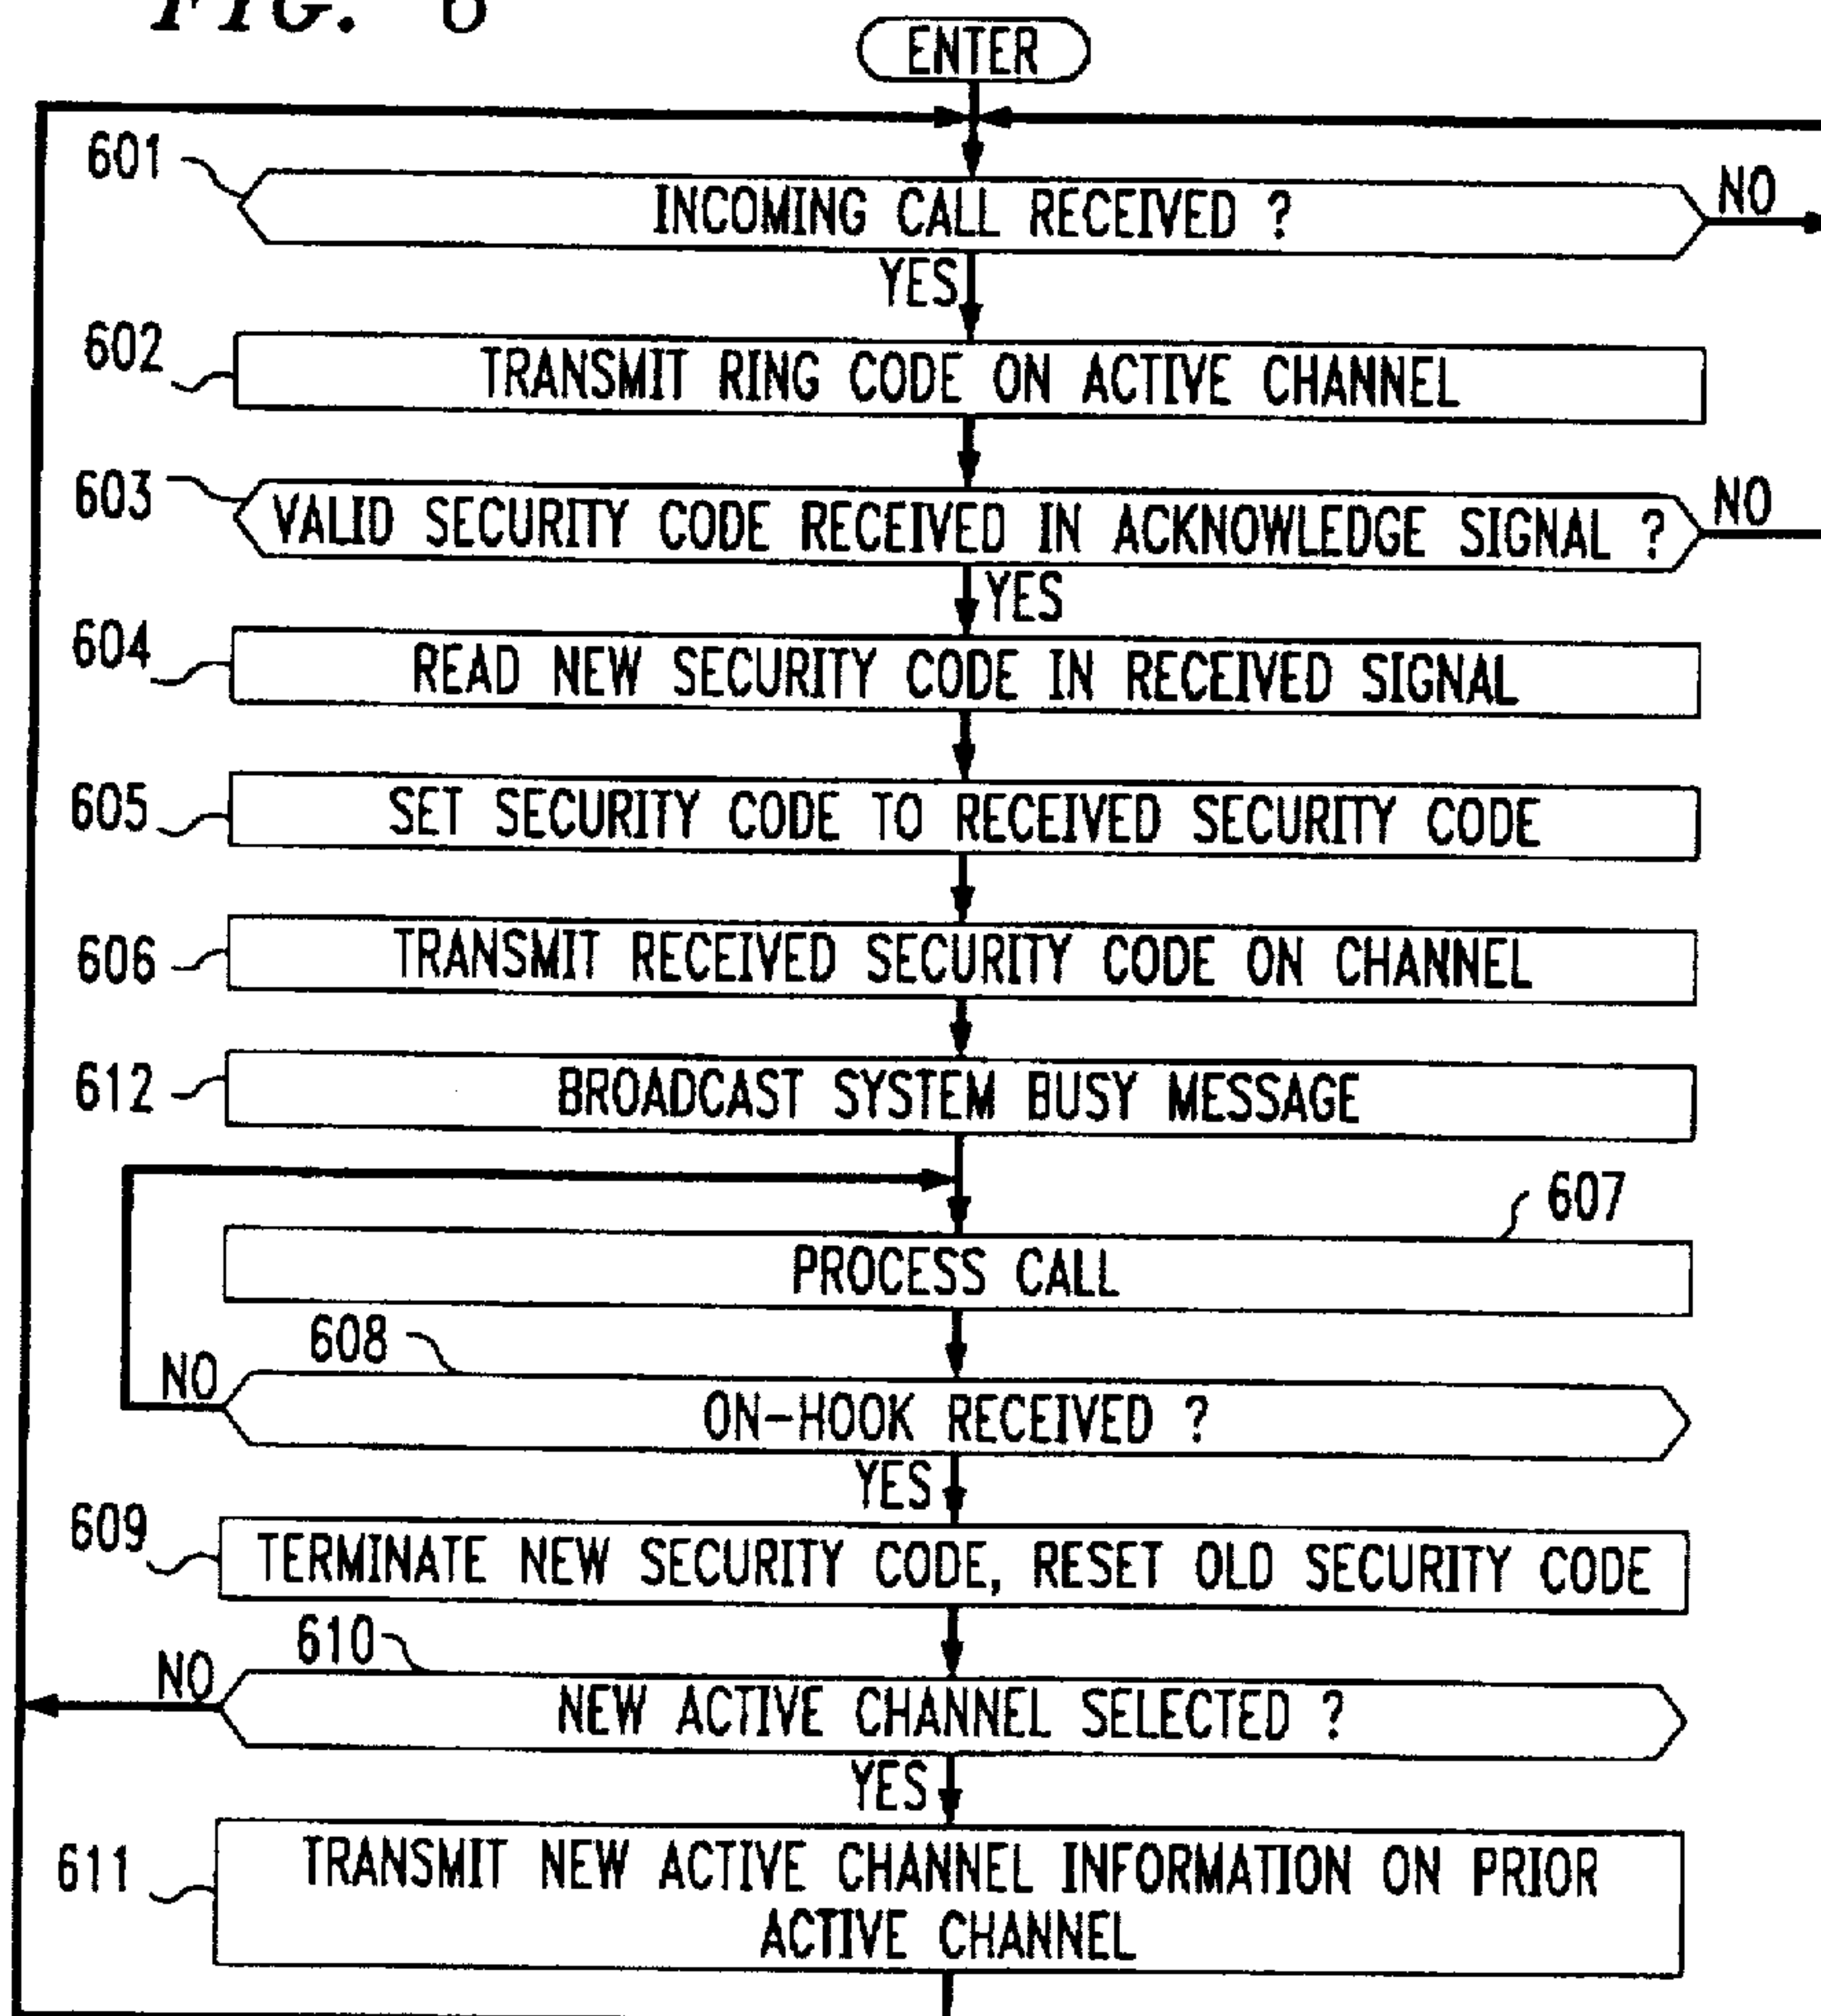 FIG. 6
ENTER
601
INCOMING CALL RECEIVED ?
NO
YES
602
TRANSMIT RING CODE ON ACTIVE CHANNEL
603
VALID SECURITY CODE RECEIVED IN ACKNOWLEDGE SIGNAL ?
NO
YES
604
READ NEW SECURITY CODE IN RECEIVED SIGNAL
605
SET SECURITY CODE TO RECEIVED SECURITY CODE
606
TRANSMIT RECEIVED SECURITY CODE ON CHANNEL
612
BROADCAST SYSTEM BUSY MESSAGE
607
PROCESS CALL
608
NO
ON-HOOK RECEIVED ?
YES
609
TERMINATE NEW SECURITY CODE, RESET OLD SECURITY CODE
610
NO
NEW ACTIVE CHANNEL SELECTED ?
YES
611
TRANSMIT NEW ACTIVE CHANNEL INFORMATION ON PRIOR
ACTIVE CHANNEL